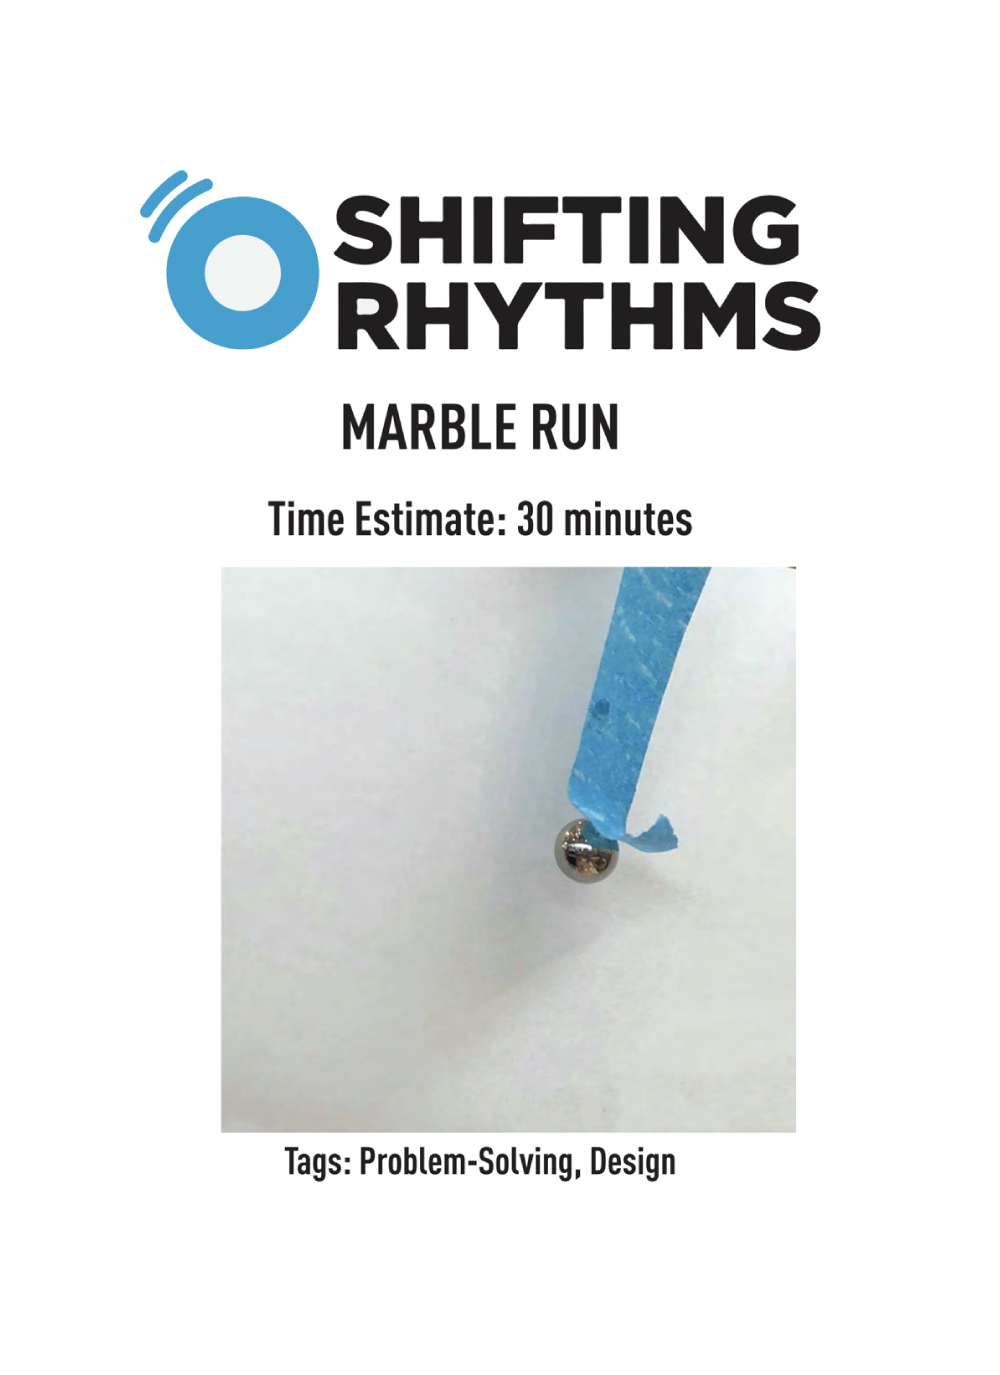 SHIFTING
RHYTHMS
MARBLE RUN
Time Estimate: 30 minutes
Tags: Problem-Solving, Design